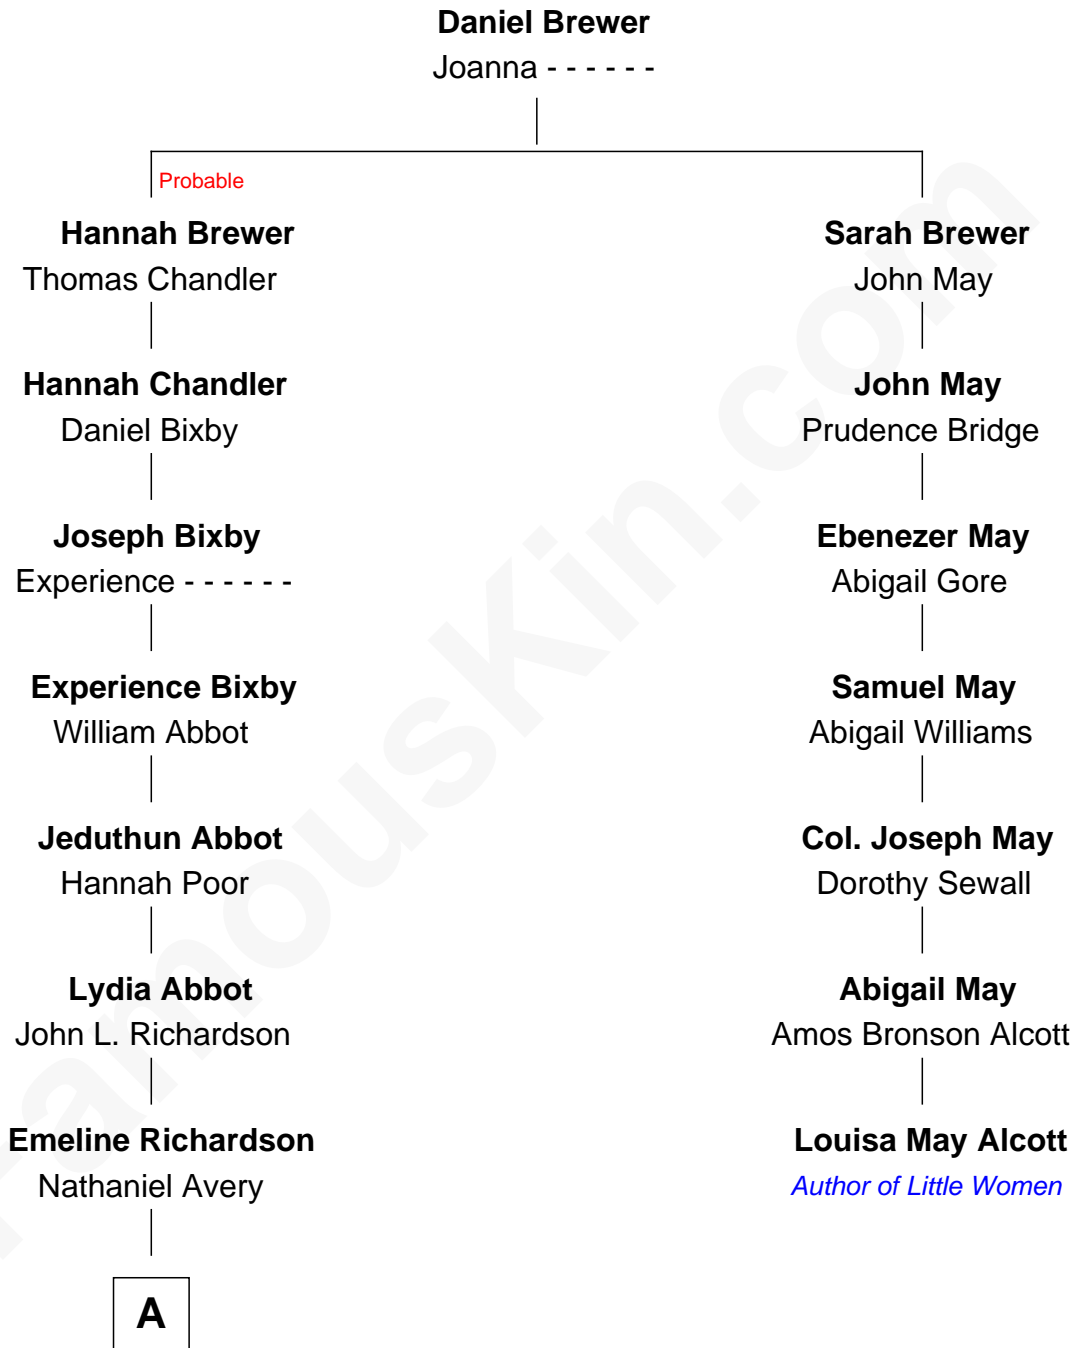 Daniel Brewer
Joanna - - - - - -
Probable
Hannah Brewer
Thomas Chandler
Sarah Brewer
John May
Hannah Chandler
Daniel Bixby
John May
Prudence Bridge
Joseph Bixby
Experience - - - - - -
Ebenezer May
Abigail Gore
Experience Bixby
William Abbot
Samuel May
Abigail Williams
Jeduthun Abbot
Hannah Poor
Col. Joseph May
Dorothy Sewall
Lydia Abbot
John L. Richardson
Abigail May
Amos Bronson Alcott
Emeline Richardson
Nathaniel Avery
Louisa May Alcott
Author of Little Women
A
FamousKin.com